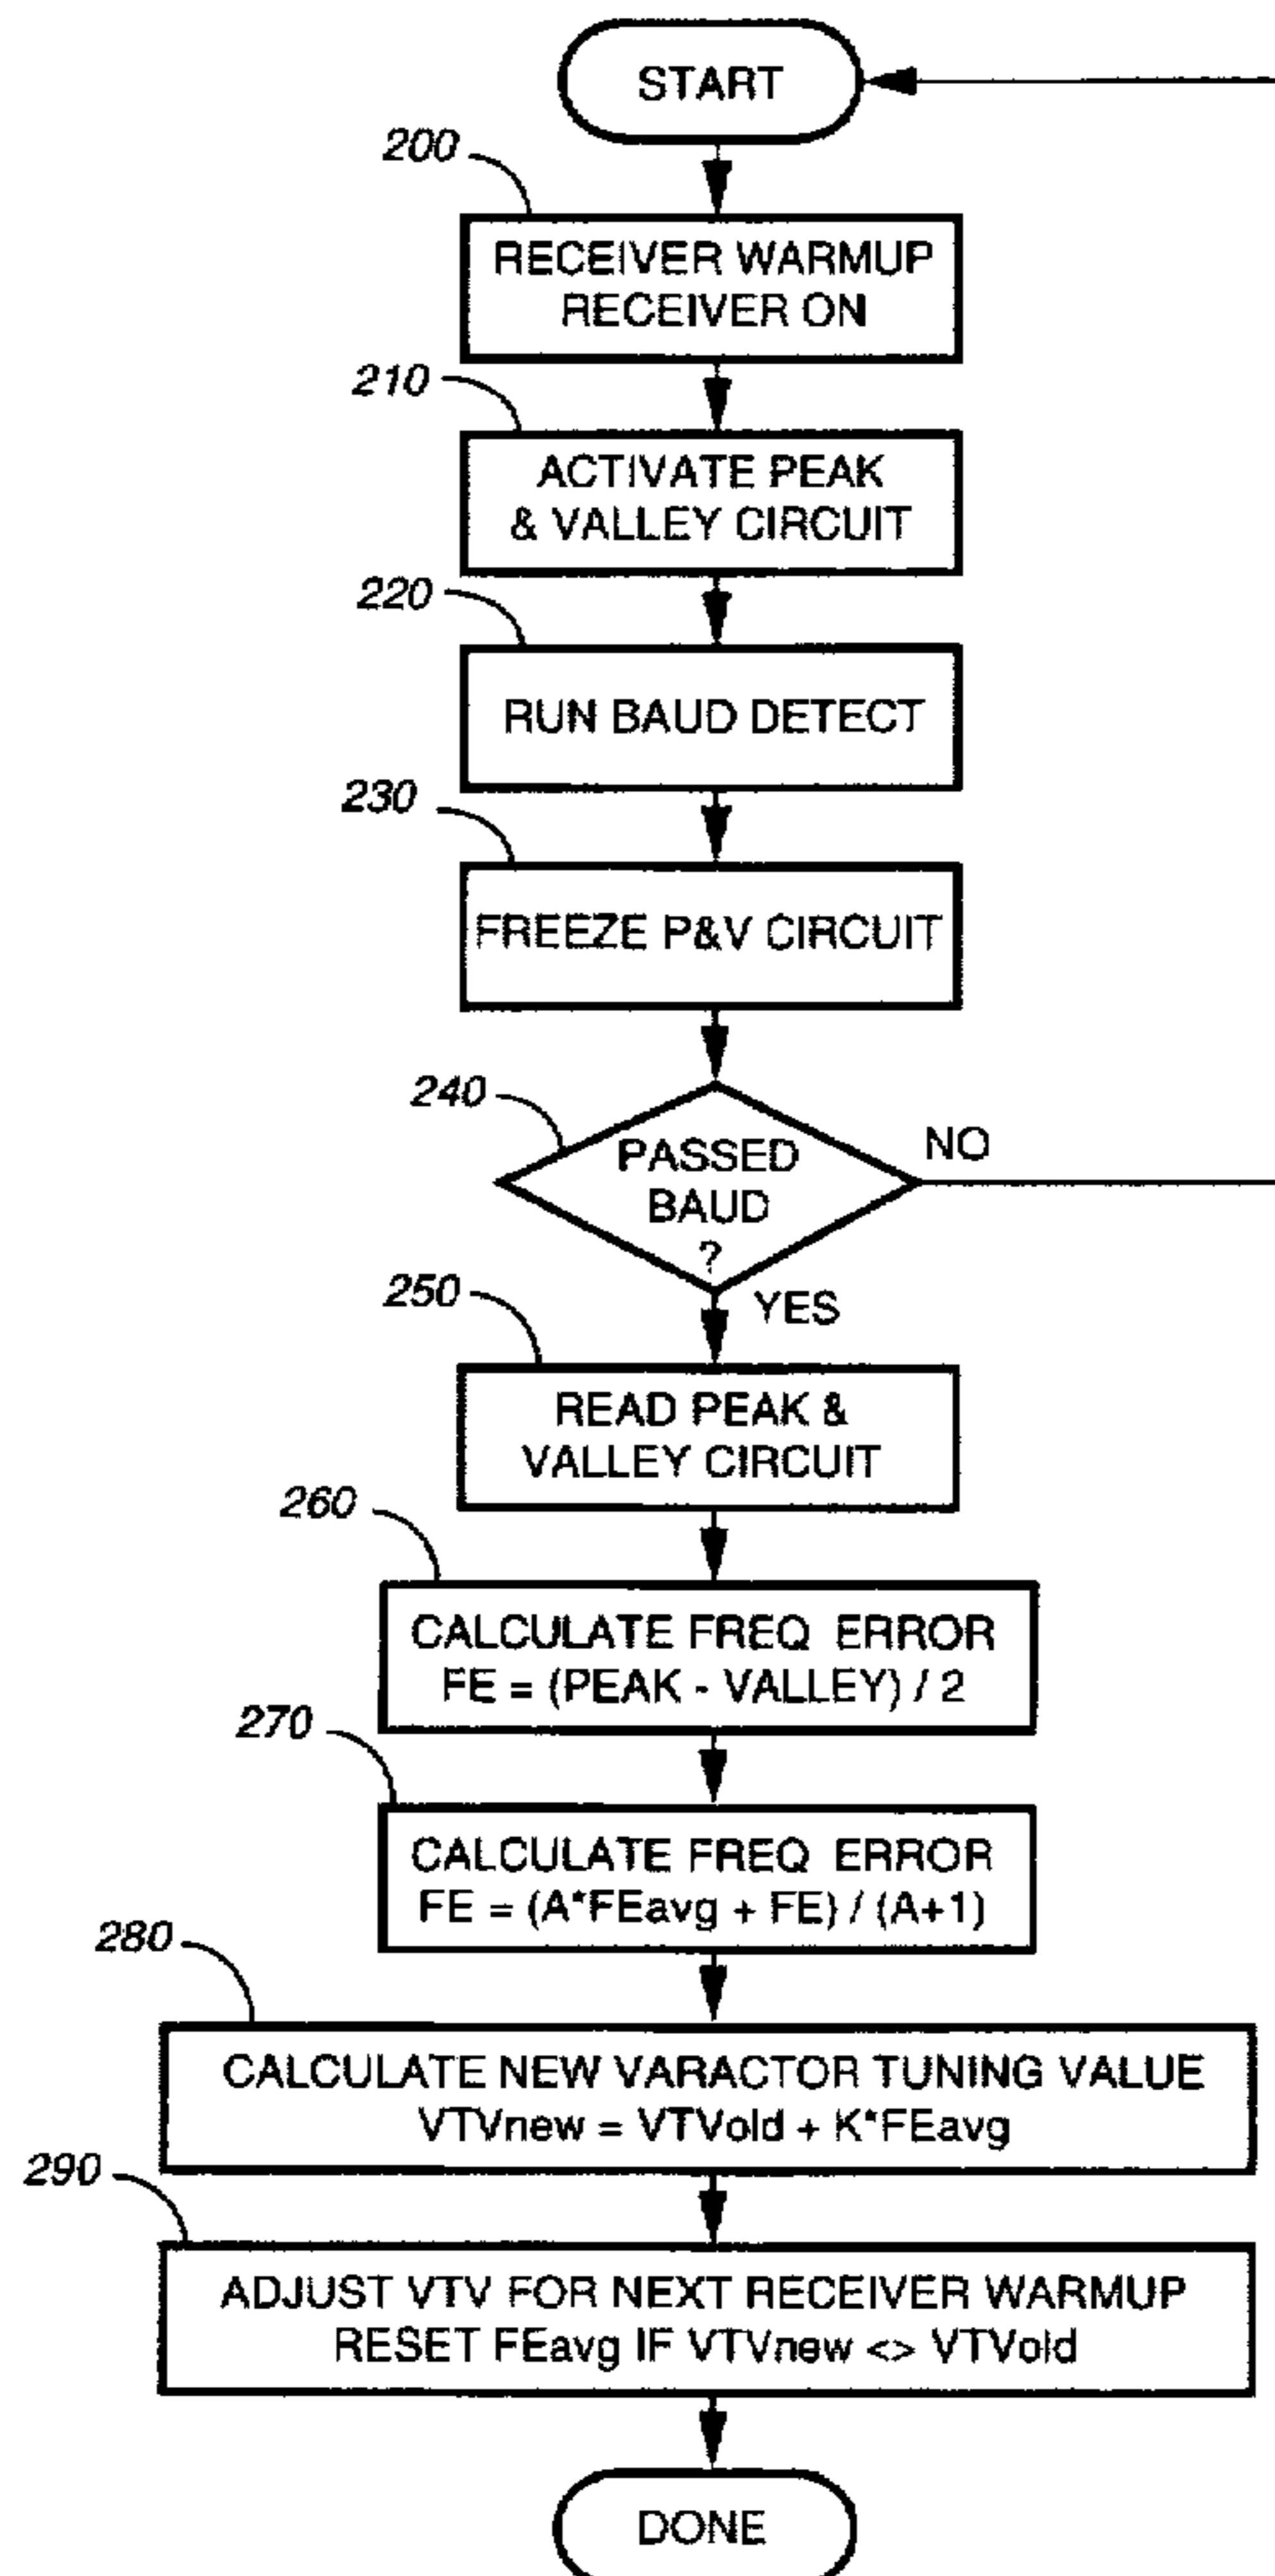 START
200
RECEIVER WARMUP
RECEIVER ON
210
ACTIVATE PEAK
& VALLEY CIRCUIT
220
RUN BAUD DETECT
230
FREEZE P&V CIRCUIT
240
PASSED
BAUD
?
NO
YES
250
READ PEAK &
VALLEY CIRCUIT
260
CALCULATE FREQ ERROR
FE = (PEAK - VALLEY) / 2
270
CALCULATE FREQ ERROR
FE = (A*FEavg + FE) / (A+1)
280
CALCULATE NEW VARACTOR TUNING VALUE
VTVnew = VTVold + K*FEavg
290
ADJUST VTV FOR NEXT RECEIVER WARMUP
RESET FEavg IF VTVnew <> VTVold
DONE